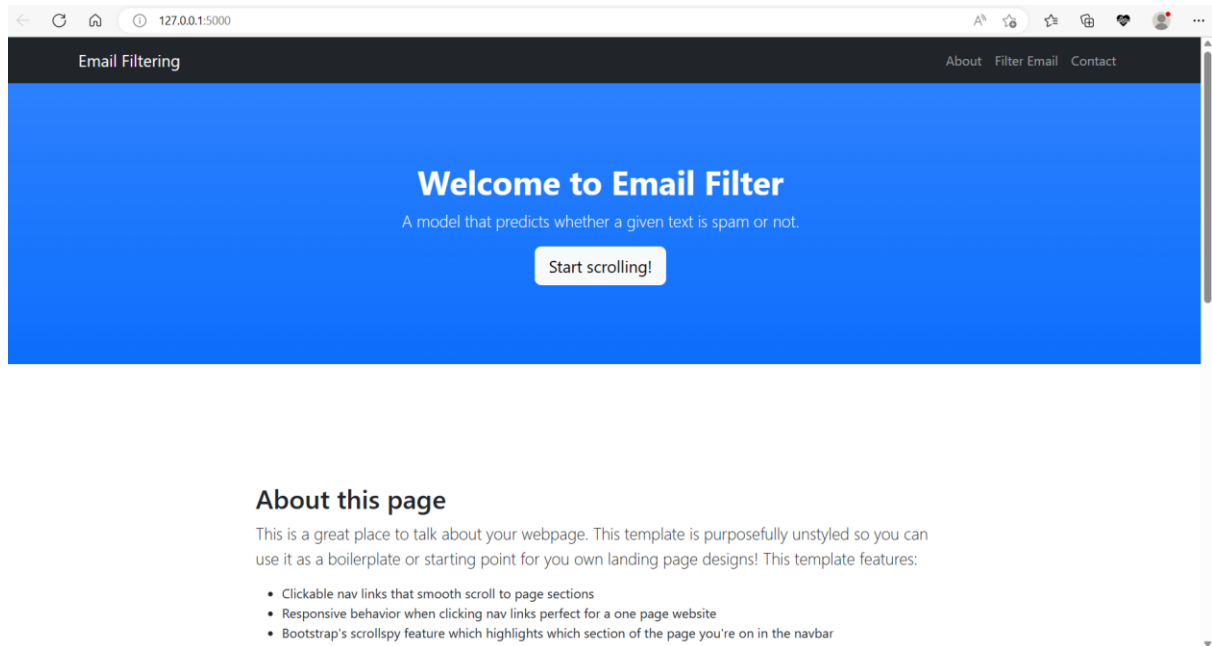 127.0.0.1:5000
Email Filtering
About Filter Email Contact
Welcome to Email Filter
A model that predicts whether a given text is spam or not.
Start scrolling!
About this page
This is a great place to talk about your webpage. This template is purposefully unstyled so you can
use it as a boilerplate or starting point for you own landing page designs! This template features:
• Clickable nav links that smooth scroll to page sections
• Responsive behavior when clicking nav links perfect for a one page website
• Bootstrap's scrollspy feature which highlights which section of the page you're on in the navbar